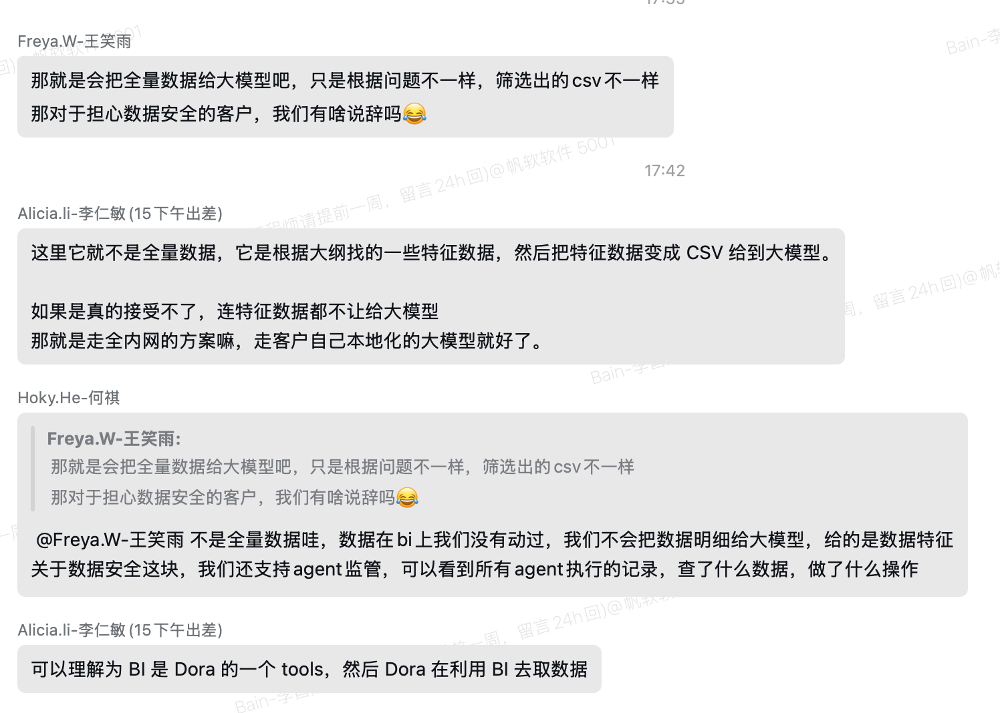 Freya.W-王笑雨
那就是会把全量数据给大模型吧，只是根据问题不一样，筛选出的csv不一样
那对于担心数据安全的客户，我们有啥说辞吗😂
17:42
Alicia.li-李仁敏(15下午出差)
这里它就不是全量数据，它是根据大纲找的一些特征数据，然后把特征数据变成 CSV 给到大模型。
如果是真的接受不了，连特征数据都不让给大模型
那就是走全内网的方案嘛，走客户自己本地化的大模型就好了。
Hoky.He-何祺
Freya.W-王笑雨:
那就是会把全量数据给大模型吧，只是根据问题不一样，筛选出的csv不一样
那对于担心数据安全的客户，我们有啥说辞吗😂
@Freya.W-王笑雨 不是全量数据哇，数据在bi上我们没有动过，我们不会把数据明细给大模型，给的是数据特征
关于数据安全这块，我们还支持agent监管，可以看到所有agent执行的记录，查了什么数据，做了什么操作
Alicia.li-李仁敏(15下午出差)
可以理解为 BI 是 Dora 的一个 tools，然后 Dora 在利用 BI 去取数据